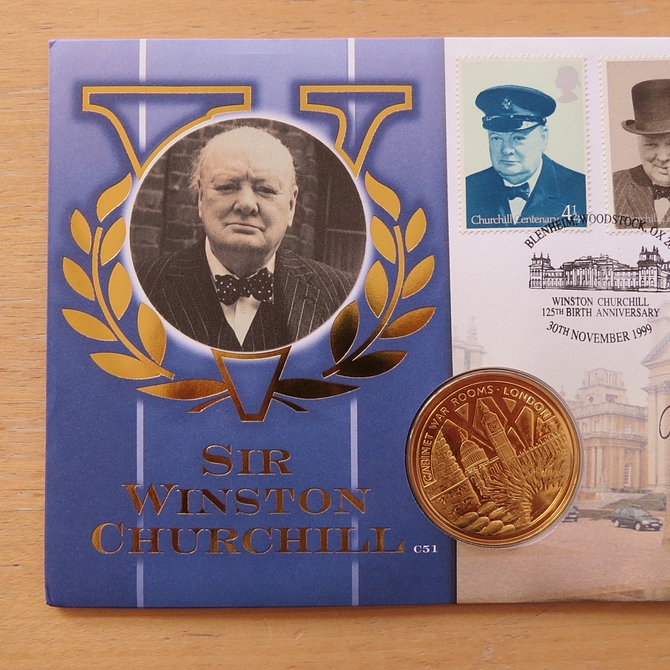 SIR
WINSTON
CHURCHILL
C51
Churchill Centenary 4½
BLENHEIM, WOODSTOCK, OX
WINSTON CHURCHILL
125TH BIRTH ANNIVERSARY
30TH NOVEMBER 1999
CABINET WAR ROOMS - LONDON